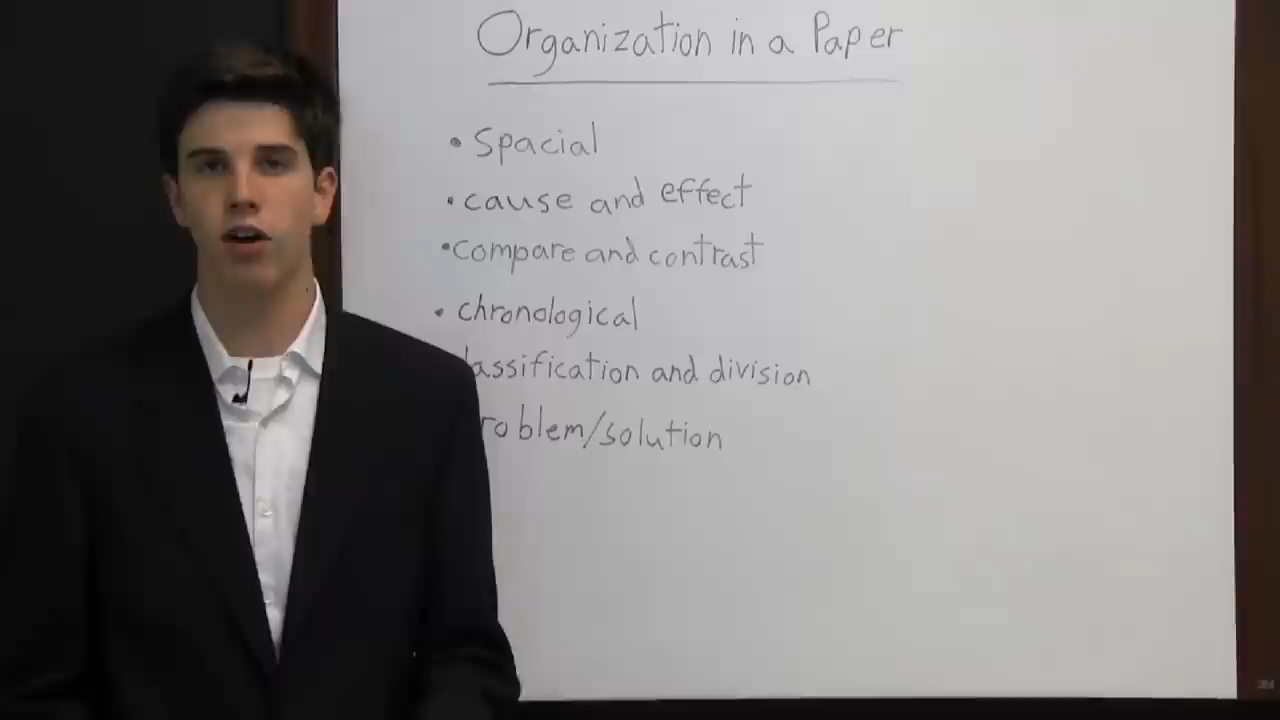 Organization in a Paper
• spacial
• cause and effect
• compare and contrast
• chronological
lassification and division
roblem/solution